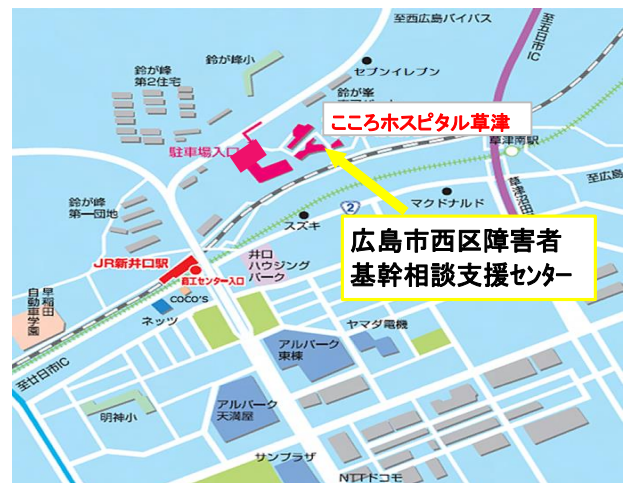 至西広島バイパス
至五日市IC
鈴が峰小
セブンイレブン
鈴が峰
第2住宅
鈴が峯
こころホスピタル草津
駐車場入口
草津南駅
至広島
鈴が峰
第一団地
マクドナルド
草津沼田
2
スズキ
広島市西区障害者
基幹相談支援センター
JR新井口駅
井口
ハウジング
パーク
商工センター入口
早稲田
自動車学園
COCO'S
ネッツ
ヤマダ電機
アルパーク
東棟
至廿日市IC
アルパーク
天満屋
明神小
サンプラザ
NTTドコモ